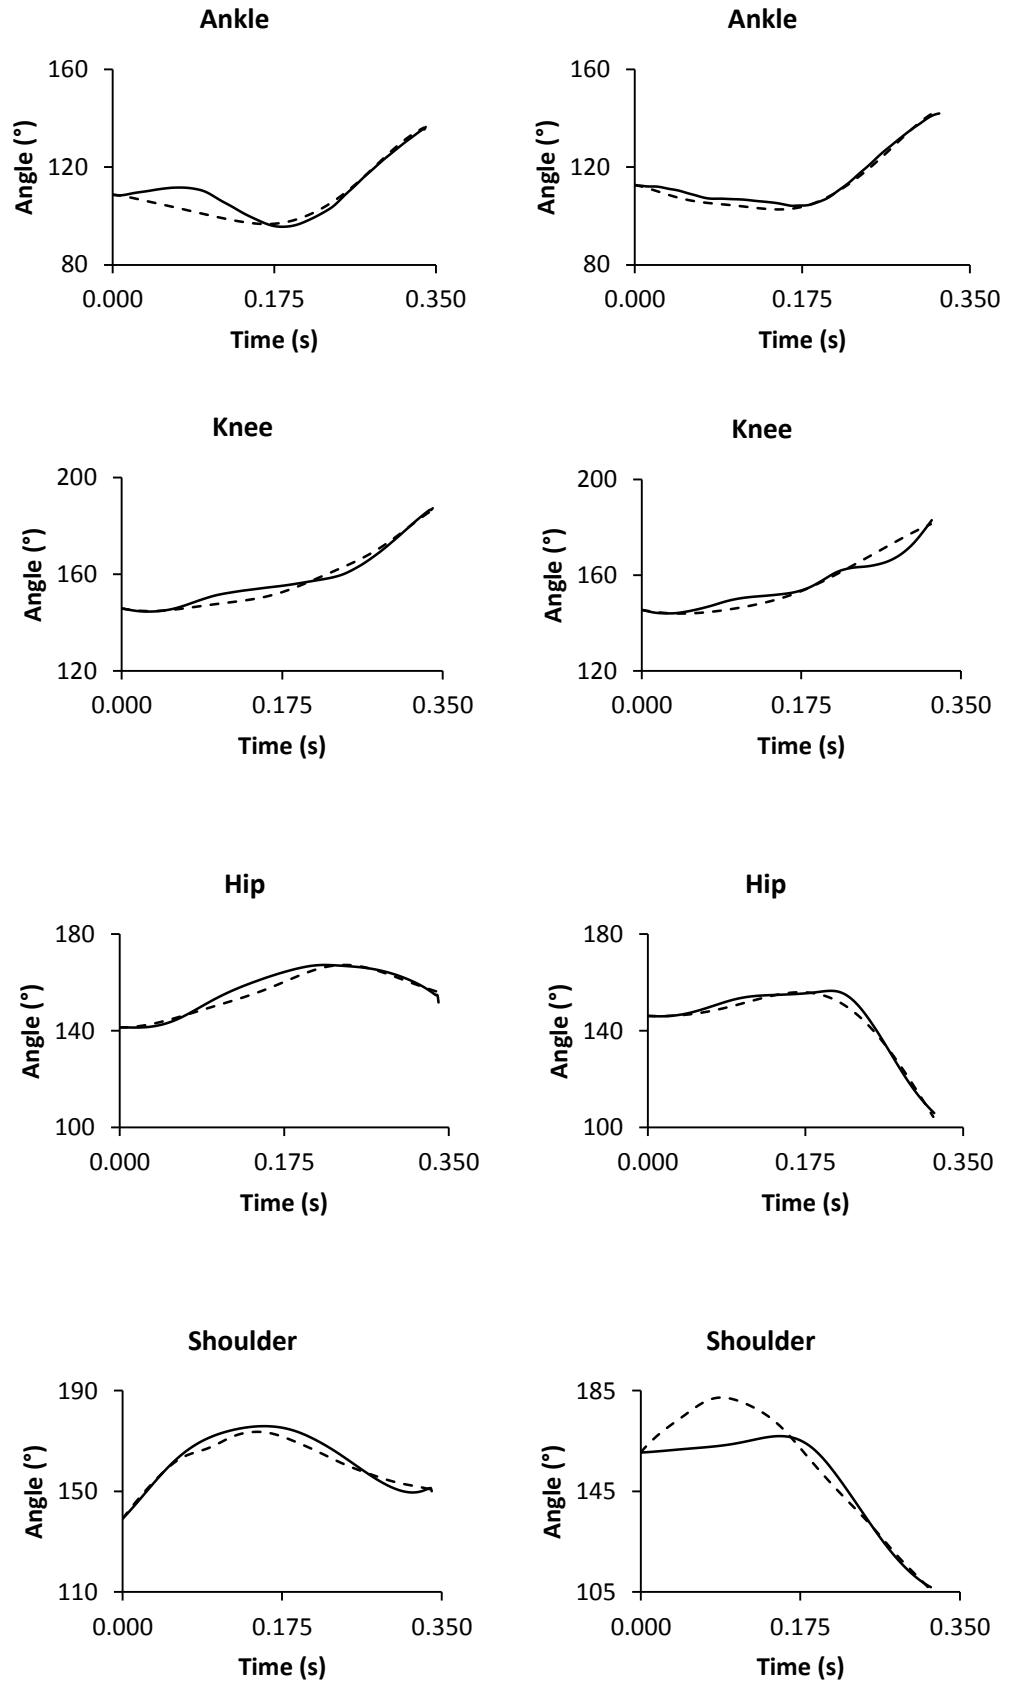 Ankle
160
120
80
Angle (°)
0.000 0.175 0.350
Time (s)
Ankle
160
120
80
Angle (°)
0.000 0.175 0.350
Time (s)
Knee
200
160
120
Angle (°)
0.000 0.175 0.350
Time (s)
Knee
200
160
120
Angle (°)
0.000 0.175 0.350
Time (s)
Hip
180
140
100
Angle (°)
0.000 0.175 0.350
Time (s)
Hip
180
140
100
Angle (°)
0.000 0.175 0.350
Time (s)
Shoulder
190
150
110
Angle (°)
0.000 0.175 0.350
Time (s)
Shoulder
185
145
105
Angle (°)
0.000 0.175 0.350
Time (s)